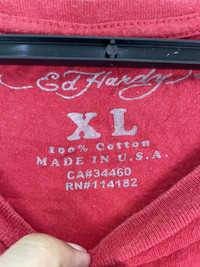 Ed Hardy
XL
100% Cotton
MADE IN U.S.A.
CA#34460
RN#114182